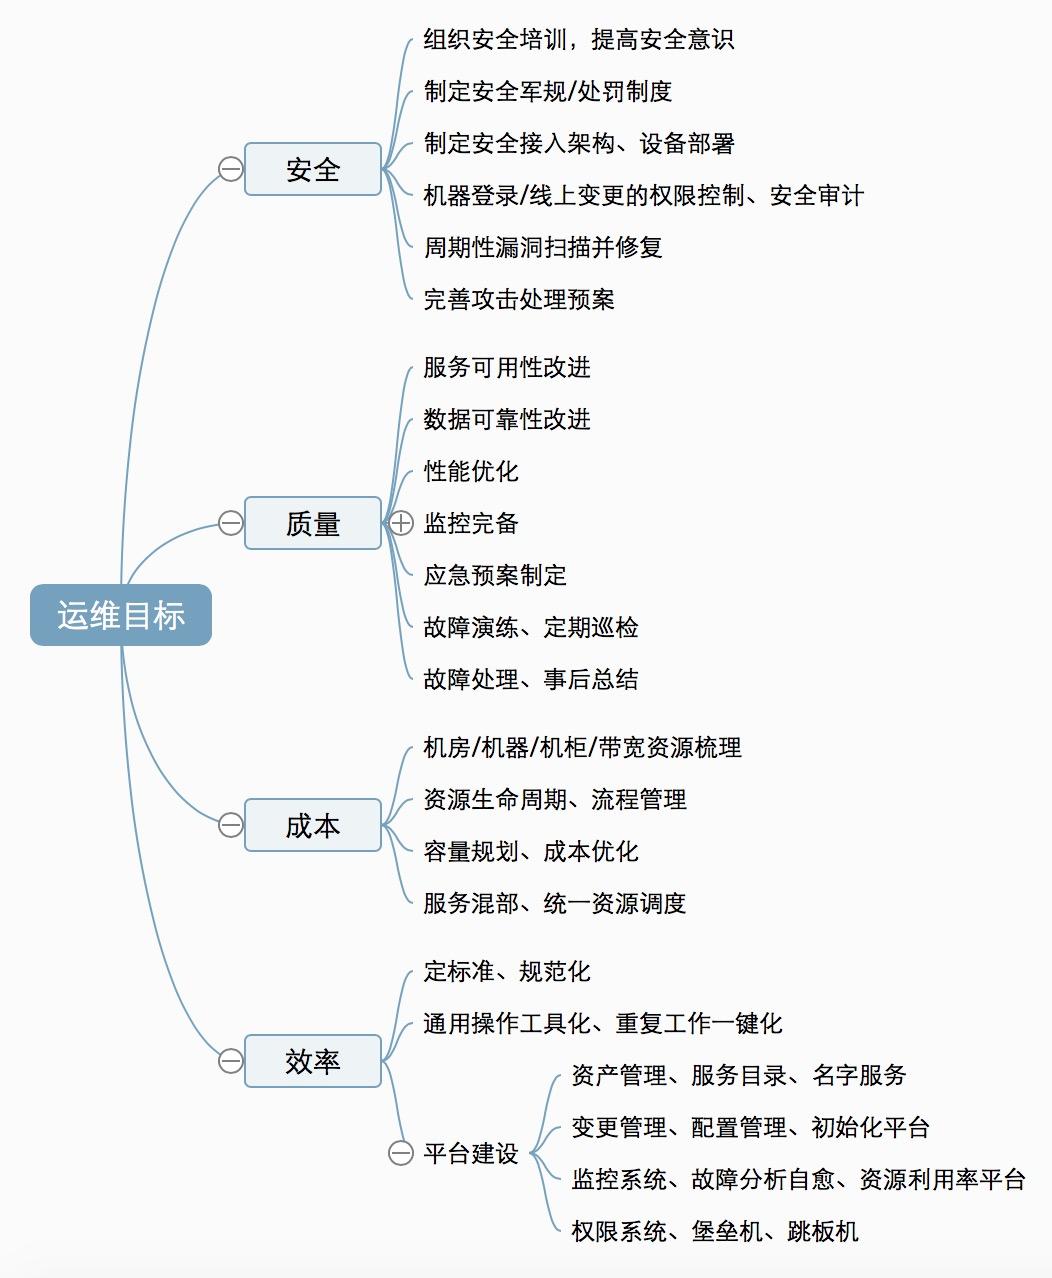 组织安全培训，提高安全意识
制定安全军规/处罚制度
制定安全接入架构、设备部署
安全
机器登录/线上变更的权限控制、安全审计
周期性漏洞扫描并修复
完善攻击处理预案
服务可用性改进
数据可靠性改进
性能优化
质量
监控完备
应急预案制定
运维目标
故障演练、定期巡检
故障处理、事后总结
机房/机器/机柜/带宽资源梳理
资源生命周期、流程管理
成本
容量规划、成本优化
服务混部、统一资源调度
定标准、规范化
通用操作工具化、重复工作一键化
效率
平台建设
资产管理、服务目录、名字服务
变更管理、配置管理、初始化平台
监控系统、故障分析自愈、资源利用率平台
权限系统、堡垒机、跳板机